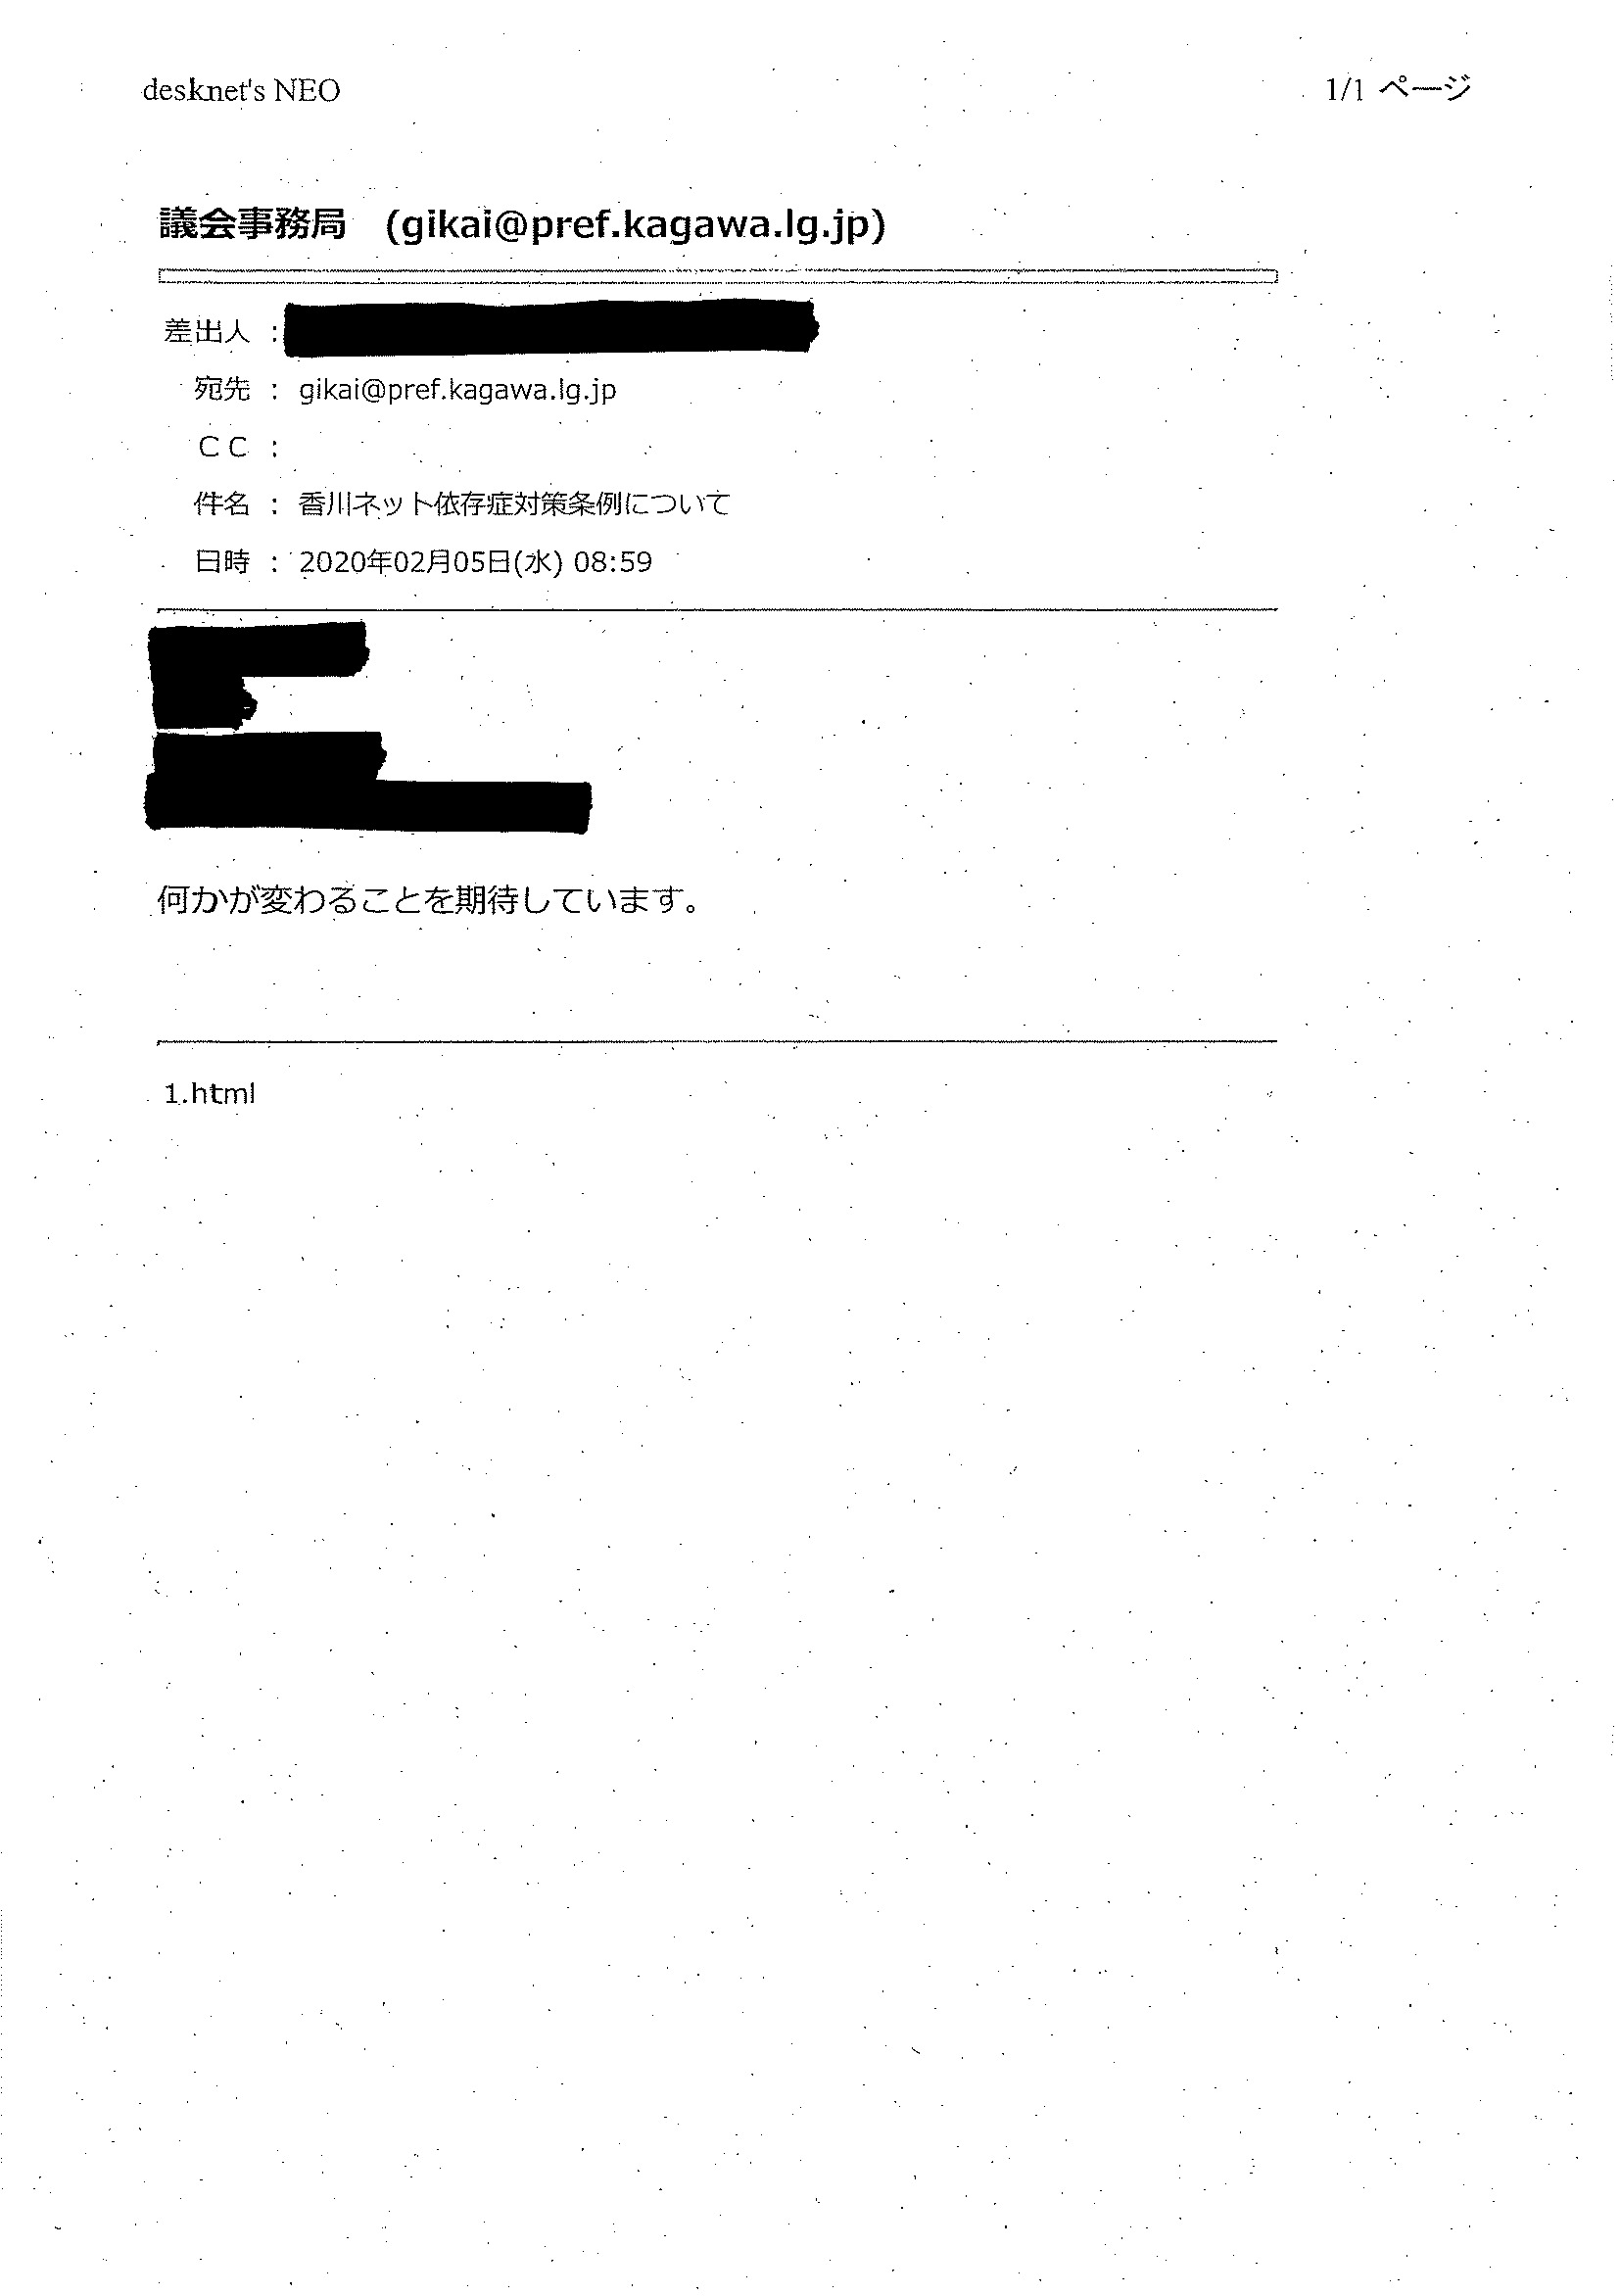 desknet's NEO
1/1 ページ
議会事務局 (gikai@pref.kagawa.lg.jp)
差出人 :
宛先 : gikai@pref.kagawa.lg.jp
ＣＣ :
件名 : 香川ネット依存症対策条例について
日時 : 2020年02月05日(水) 08:59
何かが変わることを期待しています。
1.html